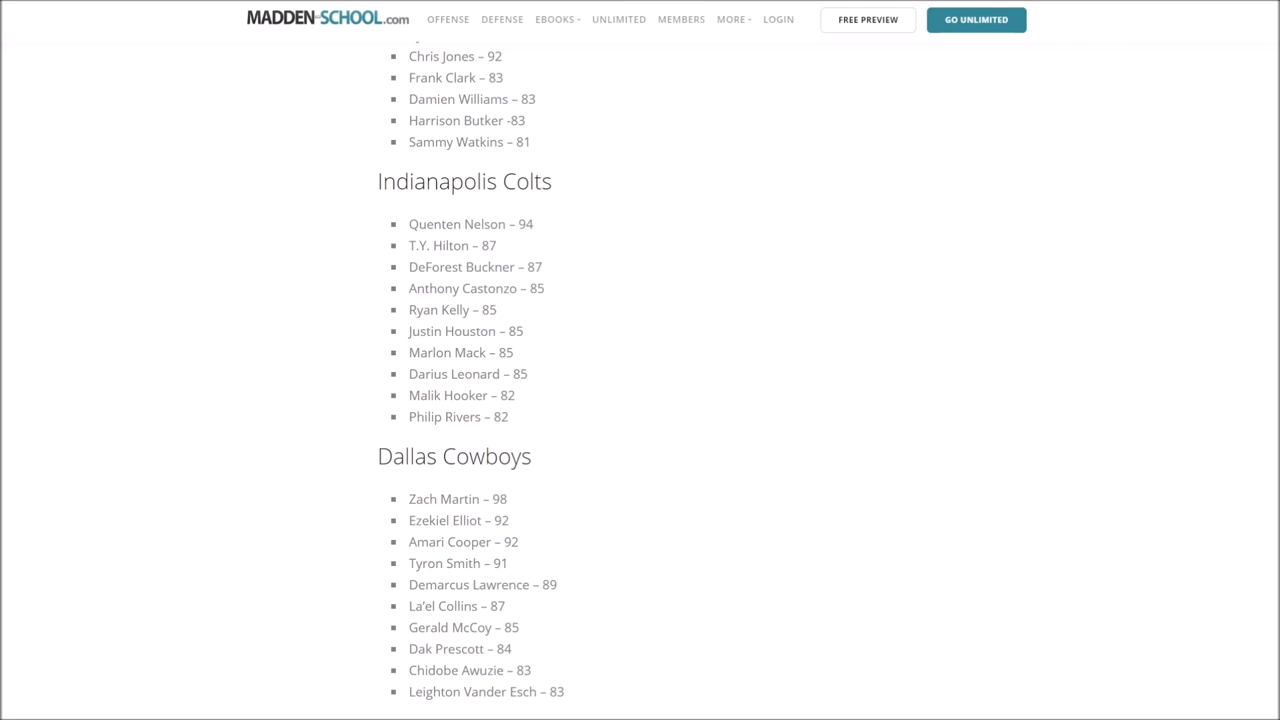 MADDEN-SCHOOL.com OFFENSE DEFENSE EBOOKS UNLIMITED MEMBERS MORE LOGIN FREE PREVIEW GO UNLIMITED
Chris Jones – 92
Frank Clark – 83
Damien Williams – 83
Harrison Butker -83
Sammy Watkins – 81
Indianapolis Colts
Quenten Nelson – 94
T.Y. Hilton – 87
DeForest Buckner – 87
Anthony Castonzo – 85
Ryan Kelly – 85
Justin Houston – 85
Marlon Mack – 85
Darius Leonard – 85
Malik Hooker – 82
Philip Rivers – 82
Dallas Cowboys
Zach Martin – 98
Ezekiel Elliot – 92
Amari Cooper – 92
Tyron Smith – 91
Demarcus Lawrence – 89
La'el Collins – 87
Gerald McCoy – 85
Dak Prescott – 84
Chidobe Awuzie – 83
Leighton Vander Esch – 83